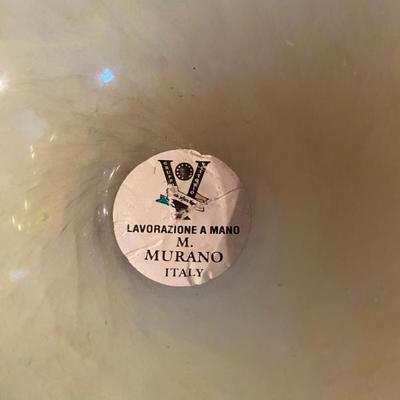 LAVORAZIONE A MANO
M.
MURANO
ITALY